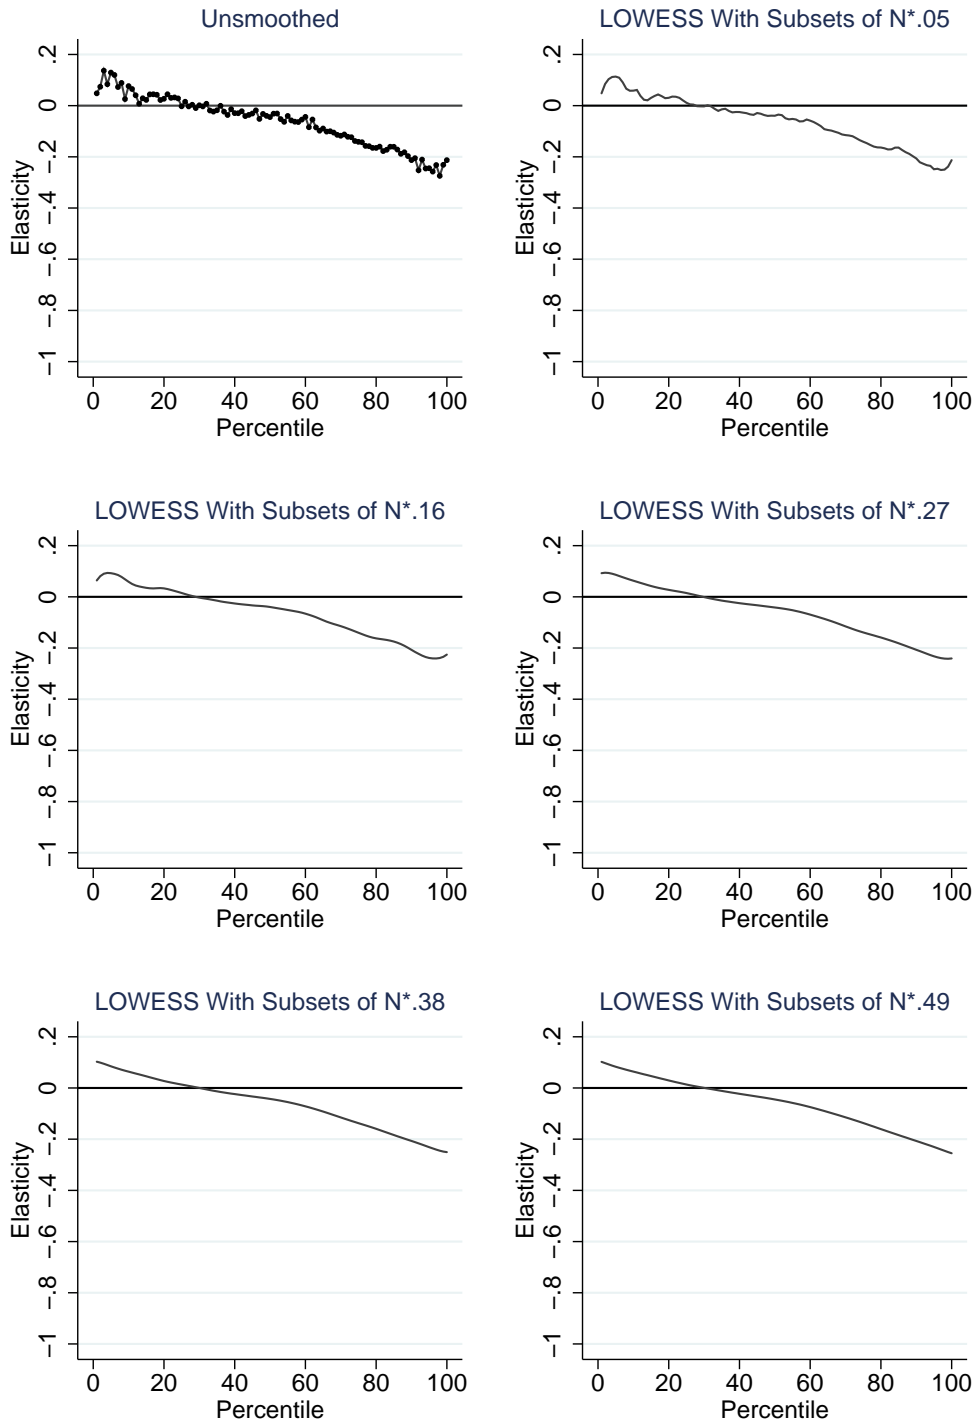 Unsmoothed
Elasticity
.2
0
−.2
−.4
−.6
−.8
−1
0 20 40 60 80 100
Percentile
LOWESS With Subsets of N*.05
Elasticity
.2
0
−.2
−.4
−.6
−.8
−1
0 20 40 60 80 100
Percentile
LOWESS With Subsets of N*.16
Elasticity
.2
0
−.2
−.4
−.6
−.8
−1
0 20 40 60 80 100
Percentile
LOWESS With Subsets of N*.27
Elasticity
.2
0
−.2
−.4
−.6
−.8
−1
0 20 40 60 80 100
Percentile
LOWESS With Subsets of N*.38
Elasticity
.2
0
−.2
−.4
−.6
−.8
−1
0 20 40 60 80 100
Percentile
LOWESS With Subsets of N*.49
Elasticity
.2
0
−.2
−.4
−.6
−.8
−1
0 20 40 60 80 100
Percentile